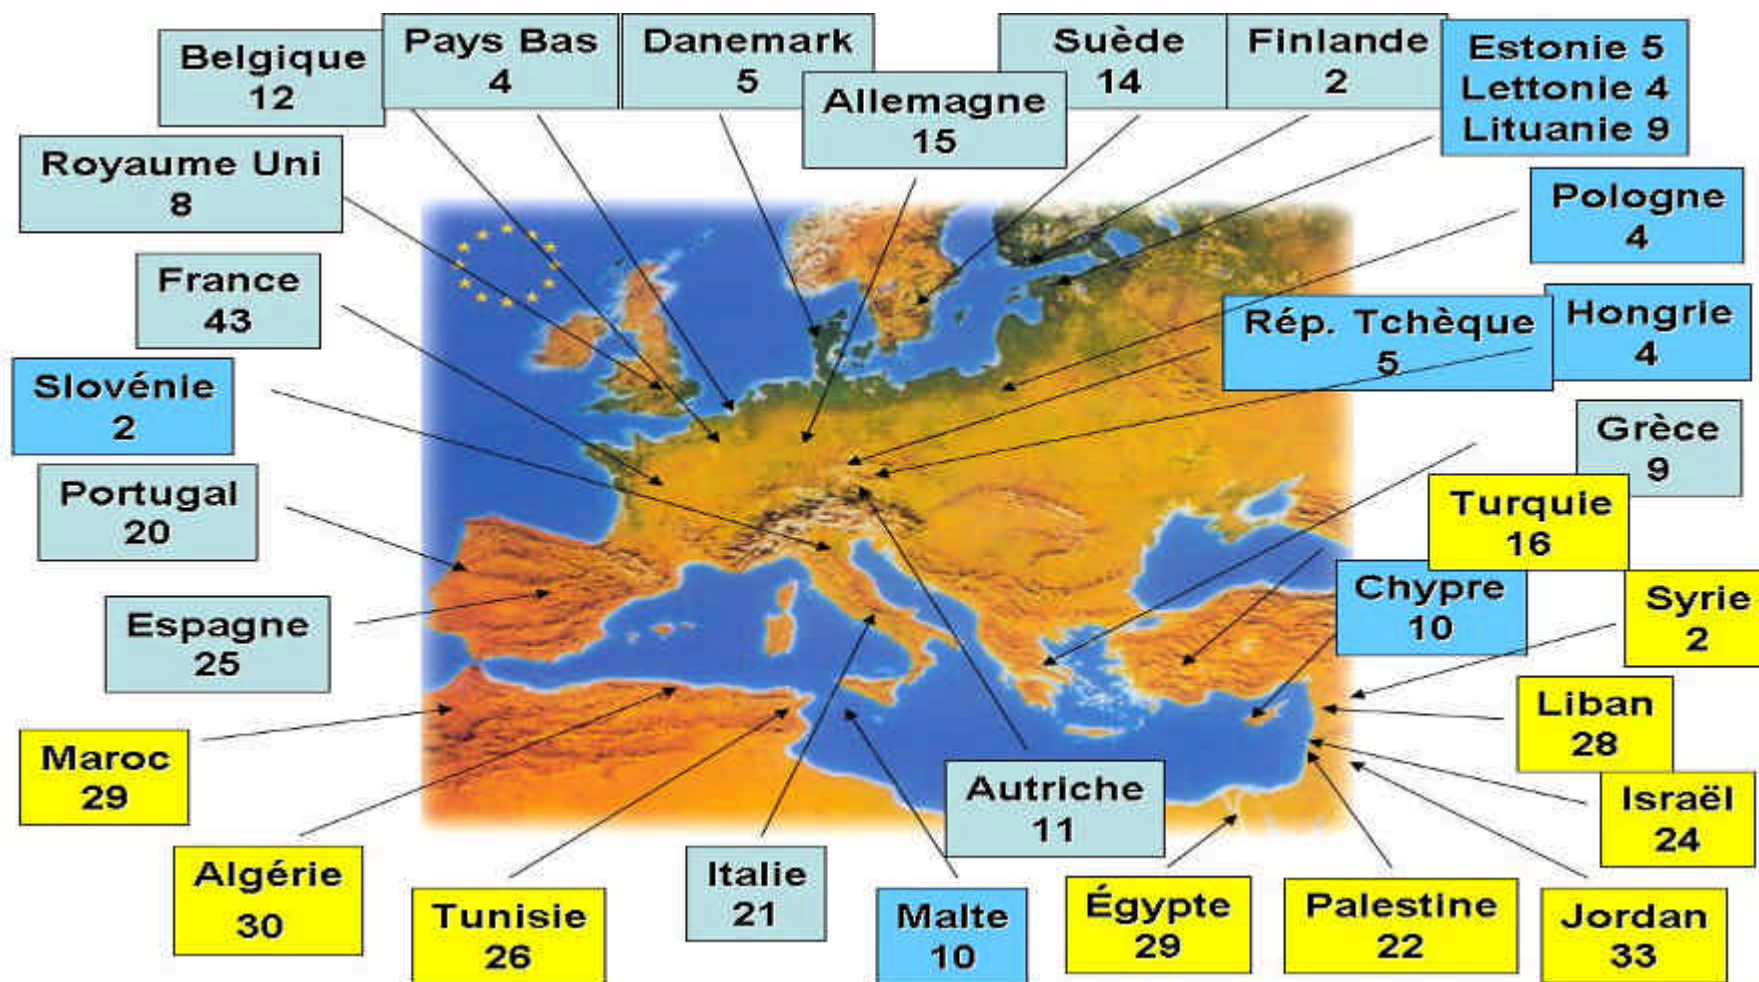 Belgique
12
Pays Bas
4
Danemark
5
Allemagne
15
Suède
14
Finlande
2
Estonie 5
Lettonie 4
Lituanie 9
Royaume Uni
8
Pologne
4
France
43
Rép. Tchèque
5
Hongrie
4
Slovénie
2
Grèce
9
Portugal
20
Turquie
16
Chypre
10
Syrie
2
Espagne
25
Liban
28
Maroc
29
Autriche
11
Israël
24
Algérie
30
Tunisie
26
Italie
21
Malte
10
Égypte
29
Palestine
22
Jordan
33